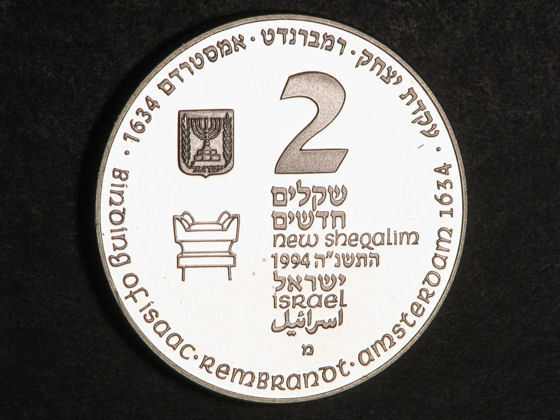 עקדת יצחק · רמברנדט · אמסטרדם 1634 ·
2
שקלים
חדשים
new sheqalim
1994 התשנ"ה
ישראל
israel
اسرائيل
מ
Binding of isaac · Rembrandt · amsterdam 1634 ·
ישראל